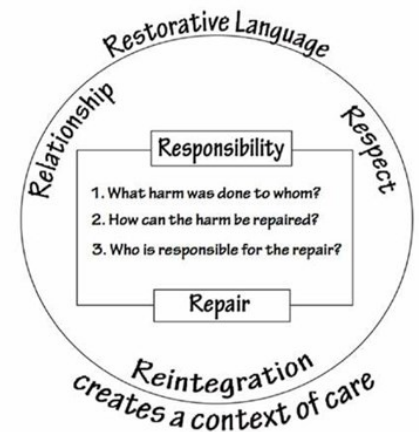 Restorative Language
Relationship
Respect
Responsibility
1. What harm was done to whom?
2. How can the harm be repaired?
3. Who is responsible for the repair?
Repair
Reintegration
creates a context of care